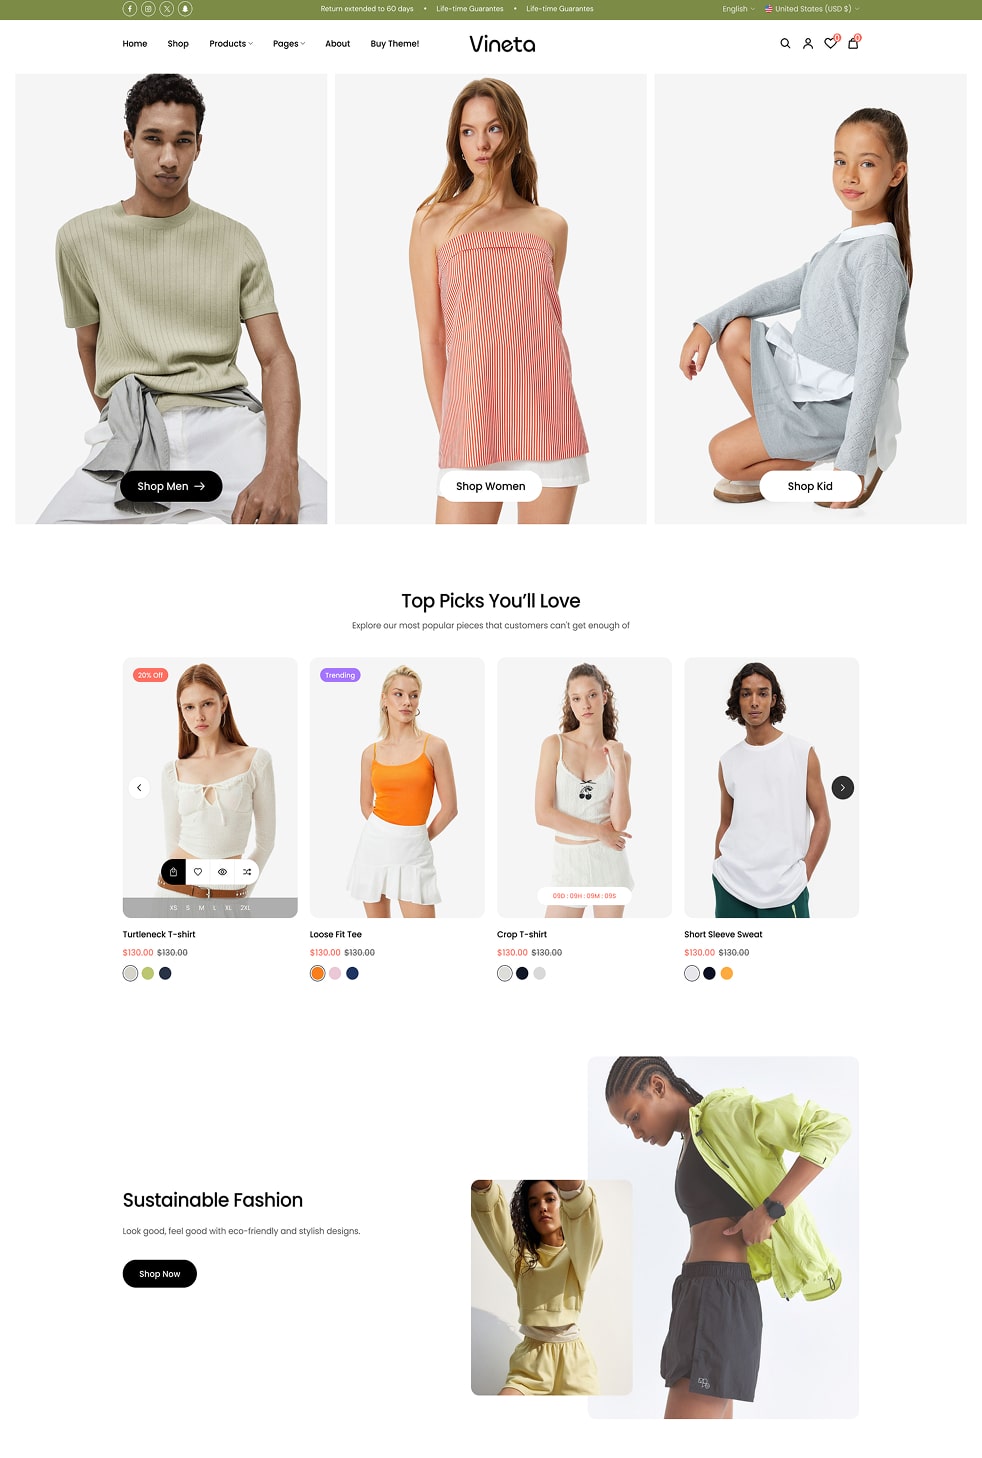 Return extended to 60 days • Life-time Guarantes • Life-time Guarantes
English
United States (USD $)
Home Shop Products Pages About Buy Theme!
Vineta
0 0
Shop Men
Shop Women
Shop Kid
Top Picks You'll Love
Explore our most popular pieces that customers can't get enough of
20% Off
Trending
XS S M L XL 2XL
09D : 09H : 09M : 09S
Turtleneck T-shirt
$130.00 $130.00
Loose Fit Tee
$130.00 $130.00
Crop T-shirt
$130.00 $130.00
Short Sleeve Sweat
$130.00 $130.00
Sustainable Fashion
Look good, feel good with eco-friendly and stylish designs.
Shop Now